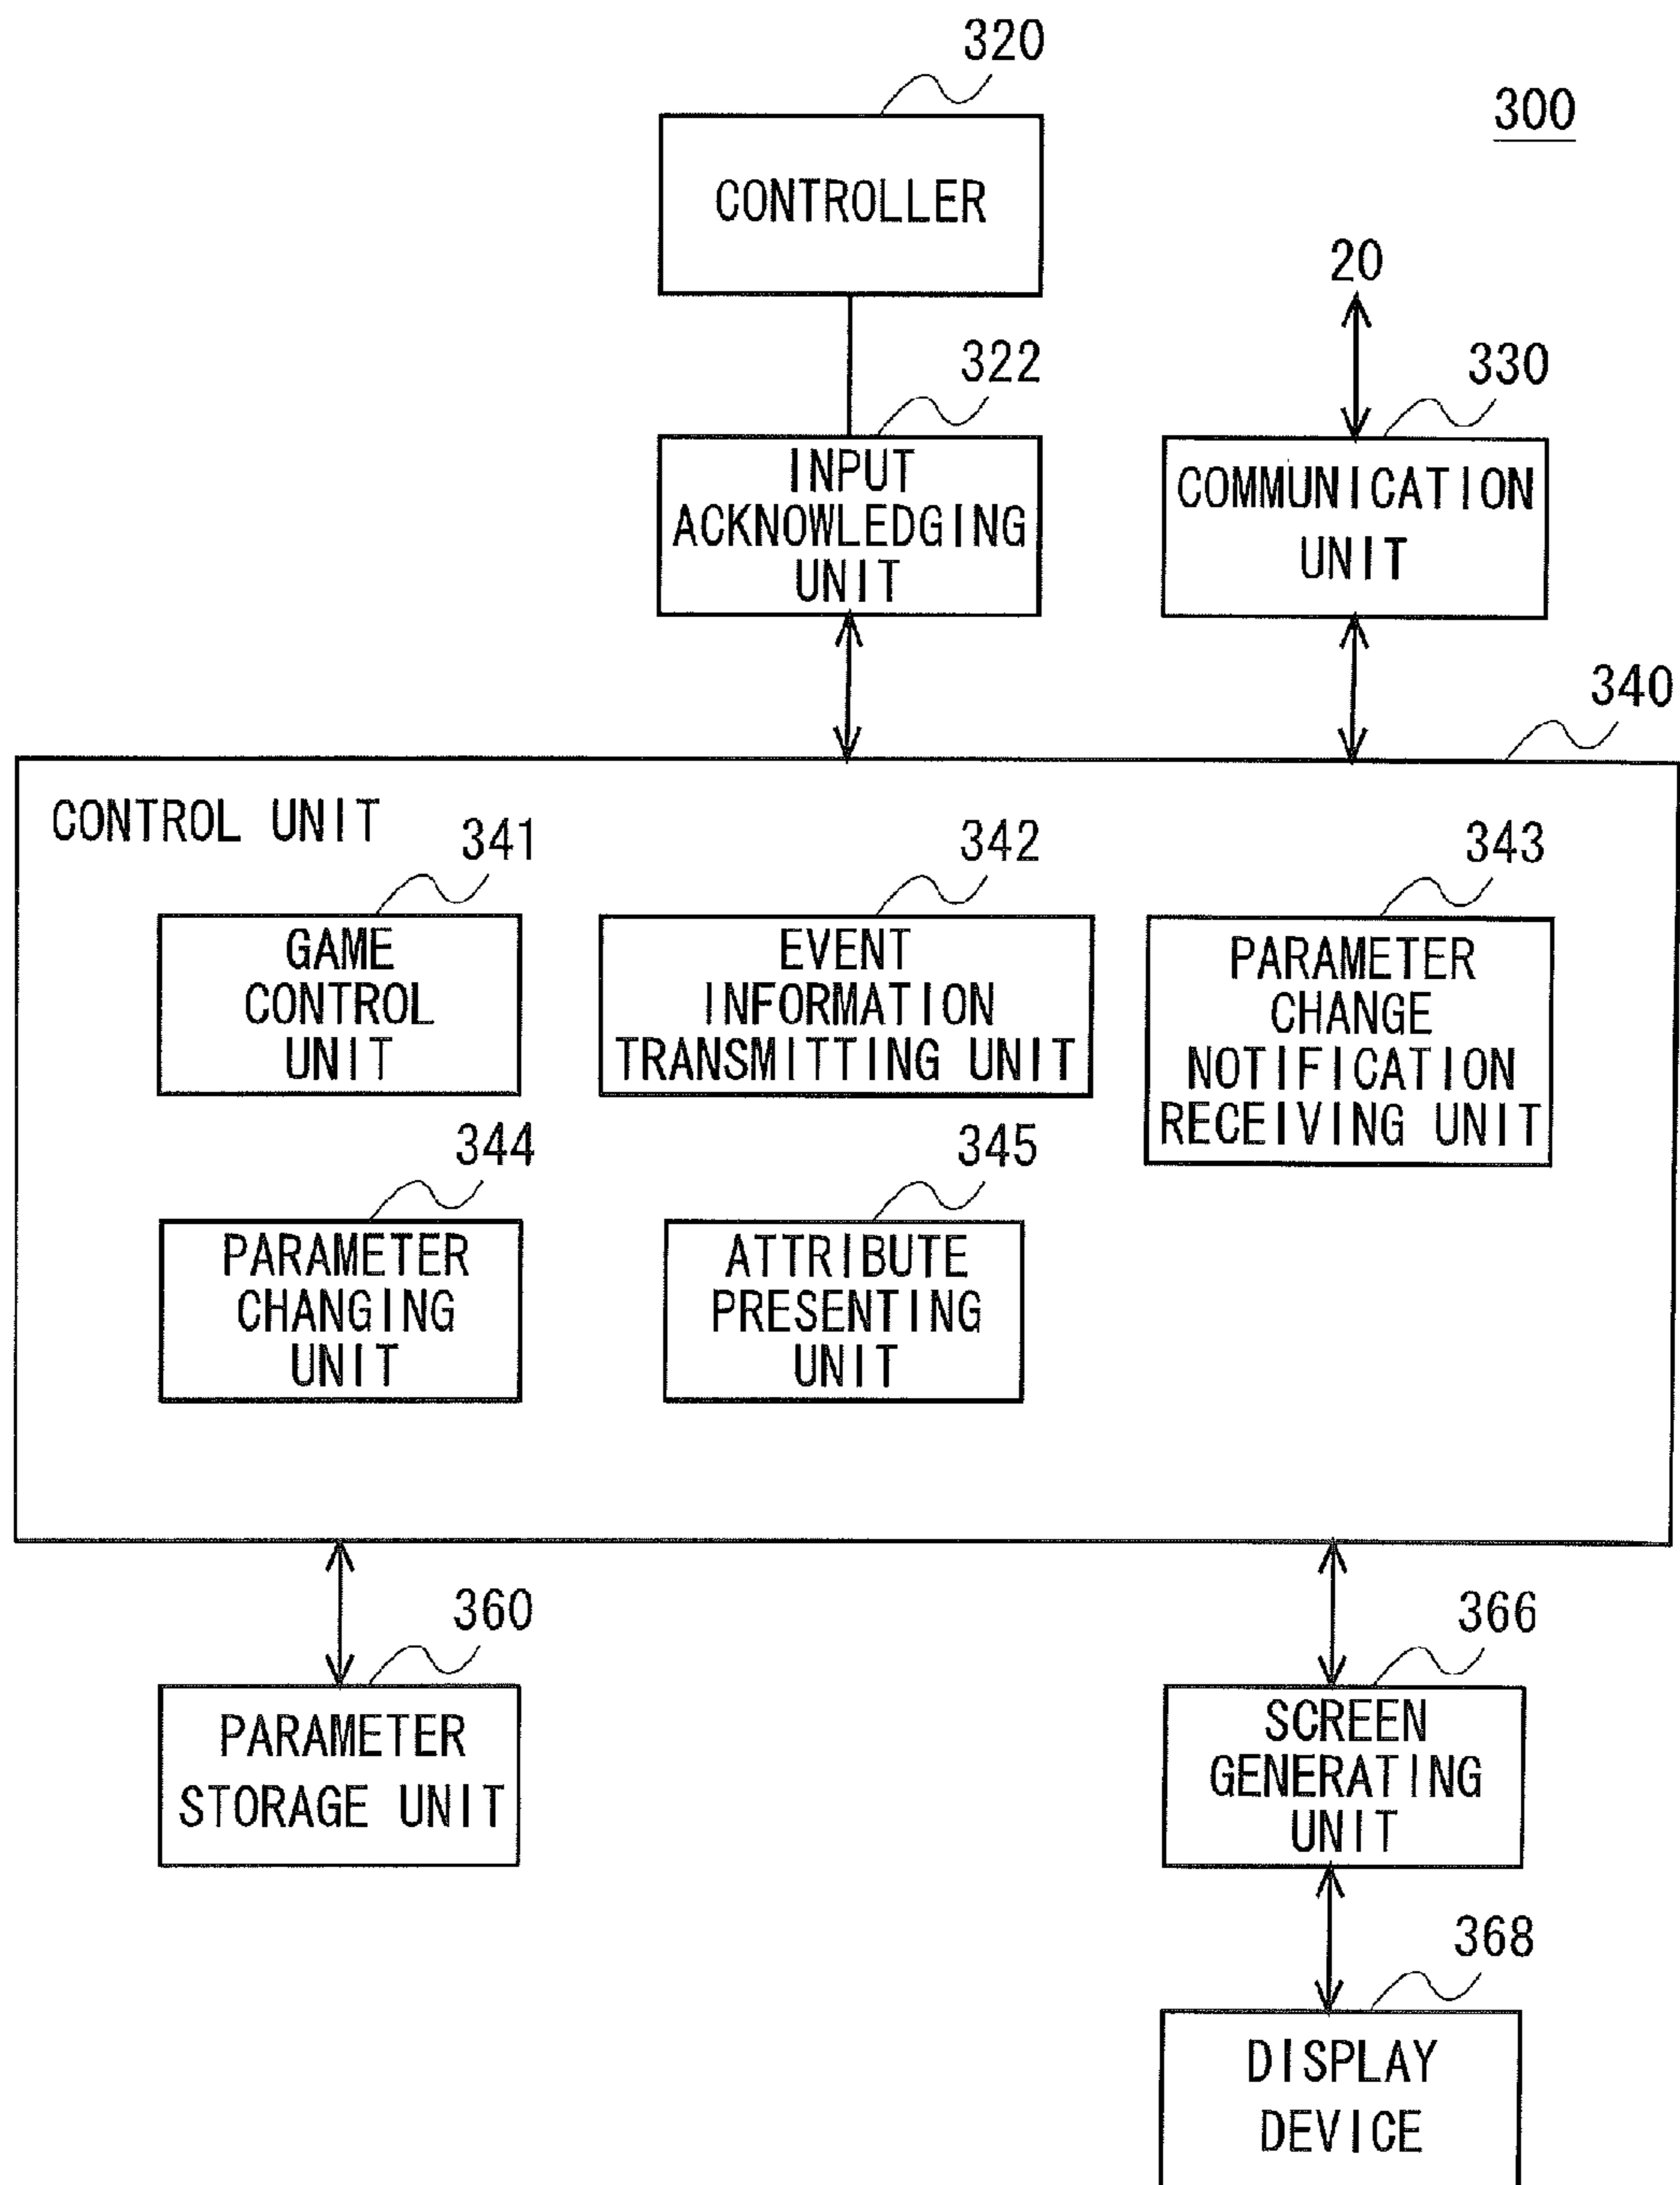 320
300
CONTROLLER
20
322
330
INPUT
ACKNOWLEDGING
UNIT
COMMUNICATION
UNIT
340
CONTROL UNIT
341
342
343
GAME
CONTROL
UNIT
EVENT
INFORMATION
TRANSMITTING UNIT
PARAMETER
CHANGE
NOTIFICATION
RECEIVING UNIT
344
345
PARAMETER
CHANGING
UNIT
ATTRIBUTE
PRESENTING
UNIT
360
366
PARAMETER
STORAGE UNIT
SCREEN
GENERATING
UNIT
368
DISPLAY
DEVICE